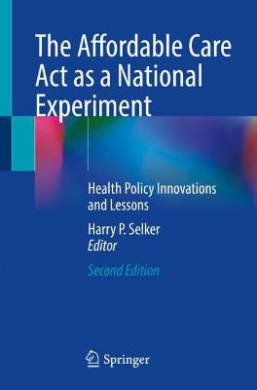 The Affordable Care
Act as a National
Experiment
Health Policy Innovations
and Lessons
Harry P. Selker
Editor
Second Edition
Springer